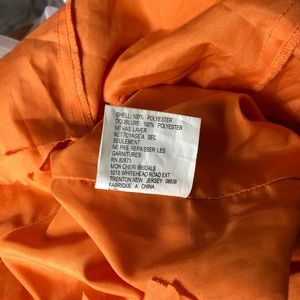 SHELL: 100% POLYESTER
DOUBLURE: 100% POLYESTER
NE PAS LAVER
NETTOYAGE A SEC
SEULEMENT
NE PAS REPASSER LES
GARNITURES
RN 82873
MON CHERI BRIDALS
1018 WHITEHEAD ROAD EXT
TRENTON, NEW JERSEY 08638
FABRIQUE A CHINA